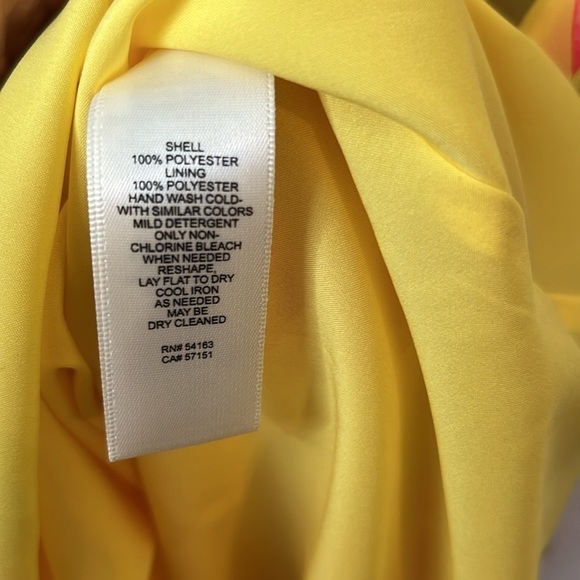 SHELL
100% POLYESTER
LINING
100% POLYESTER
HAND WASH COLD-
WITH SIMILAR COLORS
MILD DETERGENT
ONLY NON-
CHLORINE BLEACH
WHEN NEEDED
RESHAPE,
LAY FLAT TO DRY
COOL IRON
AS NEEDED
MAY BE
DRY CLEANED
RN# 54163
CA# 57151